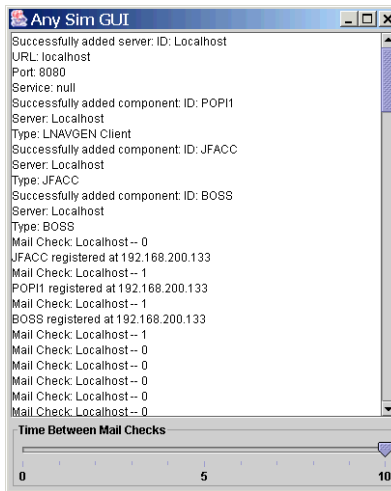 Any Sim GUI
Successfully added server: ID: Localhost
URL: localhost
Port: 8080
Service: null
Successfully added component: ID: POPI1
Server: Localhost
Type: LNAVGEN Client
Successfully added component: ID: JFACC
Server: Localhost
Type: JFACC
Successfully added component: ID: BOSS
Server: Localhost
Type: BOSS
Mail Check: Localhost -- 0
JFACC registered at 192.168.200.133
Mail Check: Localhost -- 1
POPI1 registered at 192.168.200.133
Mail Check: Localhost -- 1
BOSS registered at 192.168.200.133
Mail Check: Localhost -- 1
Mail Check: Localhost -- 0
Mail Check: Localhost -- 0
Mail Check: Localhost -- 0
Mail Check: Localhost -- 0
Mail Check: Localhost -- 0
Time Between Mail Checks
0 5 10